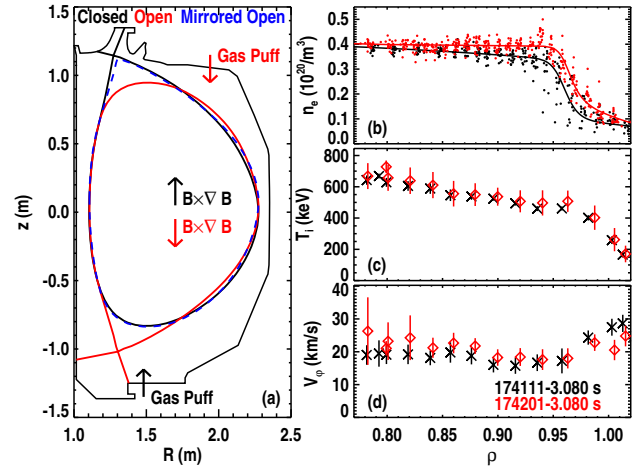 Closed Open Mirrored Open
Gas Puff
B×∇ B
B×∇ B
Gas Puff
(a)
z (m)
1.5
1.0
0.5
0.0
-0.5
-1.0
-1.5
1.0 1.5 2.0 2.5
R (m)
n_e (10^20/m^3)
0.5
0.4
0.3
0.2
0.1
0.0
(b)
T_i (keV)
800
600
400
200
0
(c)
V_φ (km/s)
40
30
20
10
0
174111-3.080 s
174201-3.080 s
(d)
0.80 0.85 0.90 0.95 1.00
ρ